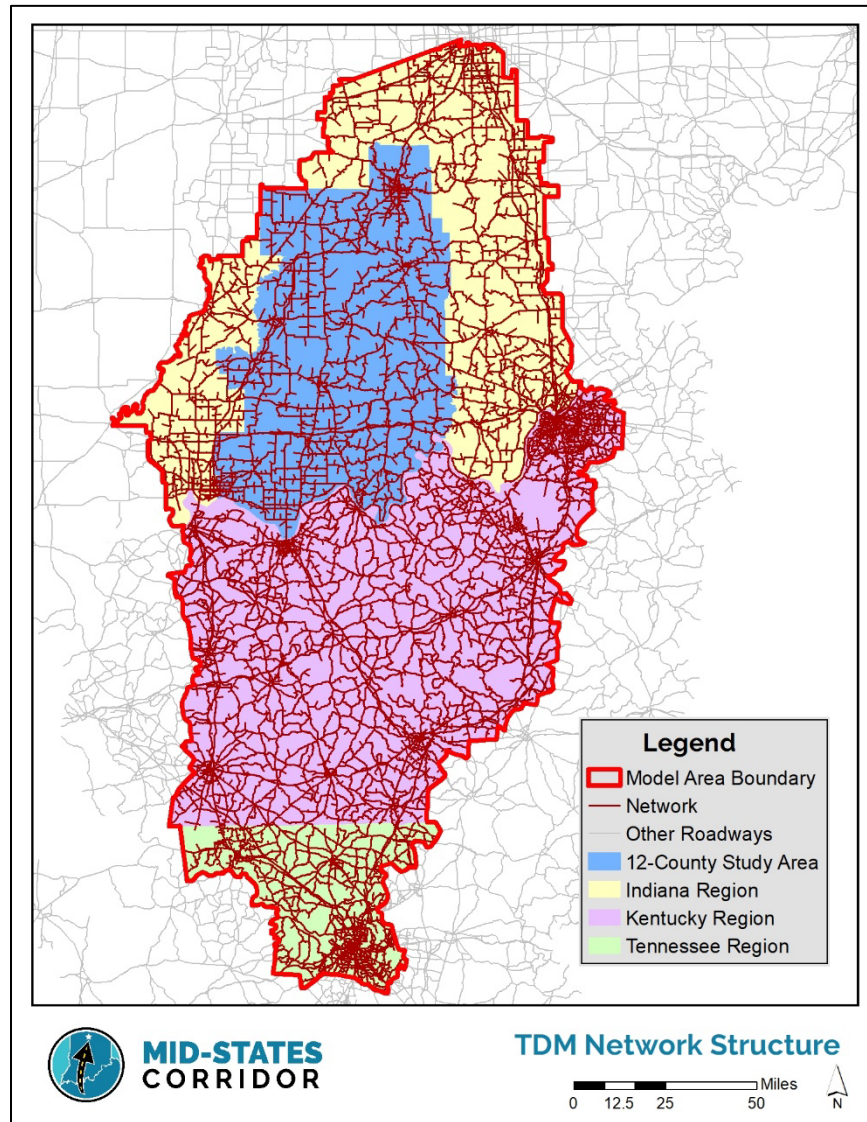 Legend
Model Area Boundary
Network
Other Roadways
12-County Study Area
Indiana Region
Kentucky Region
Tennessee Region
MID-STATES
CORRIDOR
TDM Network Structure
Miles
0 12.5 25 50
N